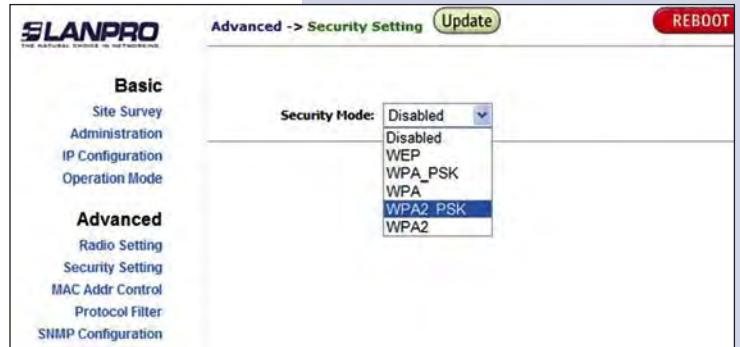 LANPRO
THE NATURAL CHOICE IN NETWORKING
Advanced -> Security Setting
Update
REBOOT
Basic
Site Survey
Administration
IP Configuration
Operation Mode
Advanced
Radio Setting
Security Setting
MAC Addr Control
Protocol Filter
SNMP Configuration
Security Mode: Disabled
Disabled
WEP
WPA_PSK
WPA
WPA2_PSK
WPA2